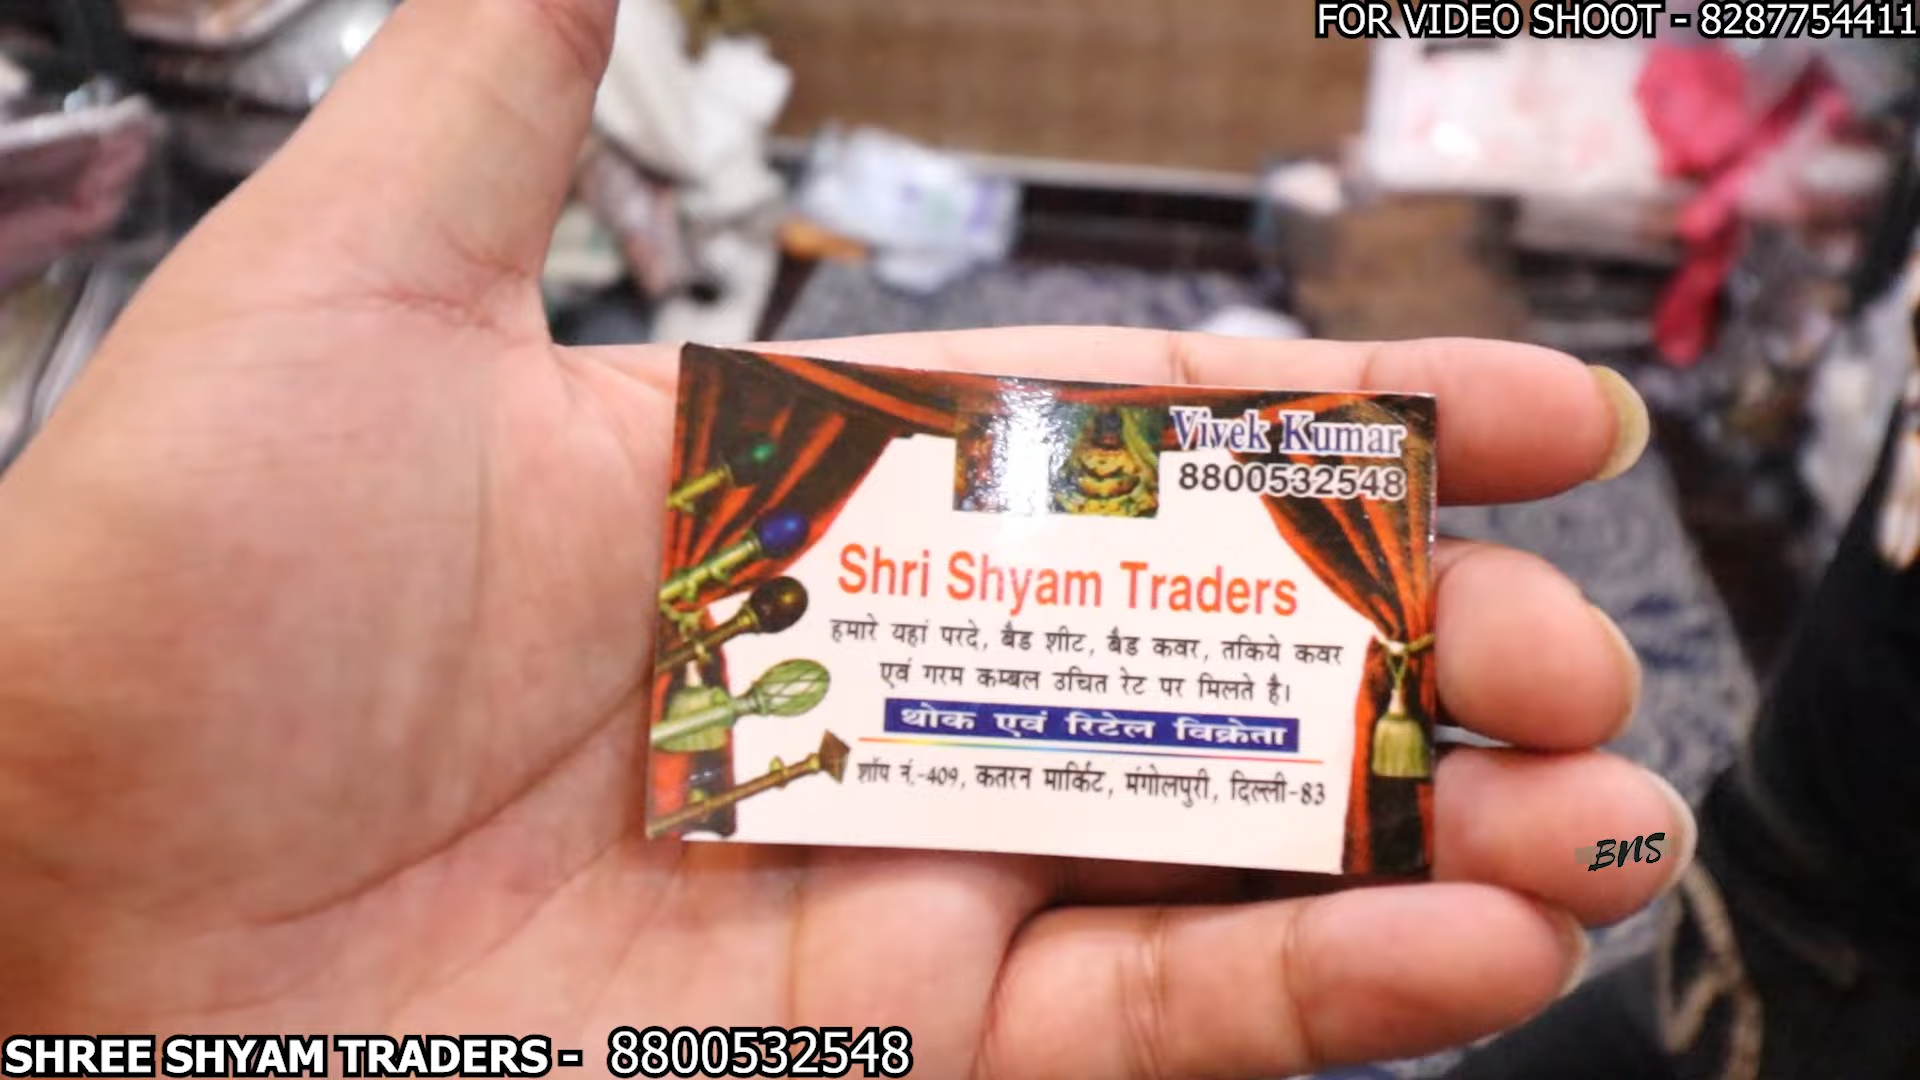 FOR VIDEO SHOOT - 8287754411
Vivek Kumar
8800532548
Shri Shyam Traders
हमारे यहां परदे, बैड शीट, बैड कवर, तकिये कवर
एवं गरम कम्बल उचित रेट पर मिलते है।
थोक एवं रिटेल विक्रेता
शॉप नं.-409, कतरन मार्किट, मंगोलपुरी, दिल्ली-83
BNS
SHREE SHYAM TRADERS - 8800532548